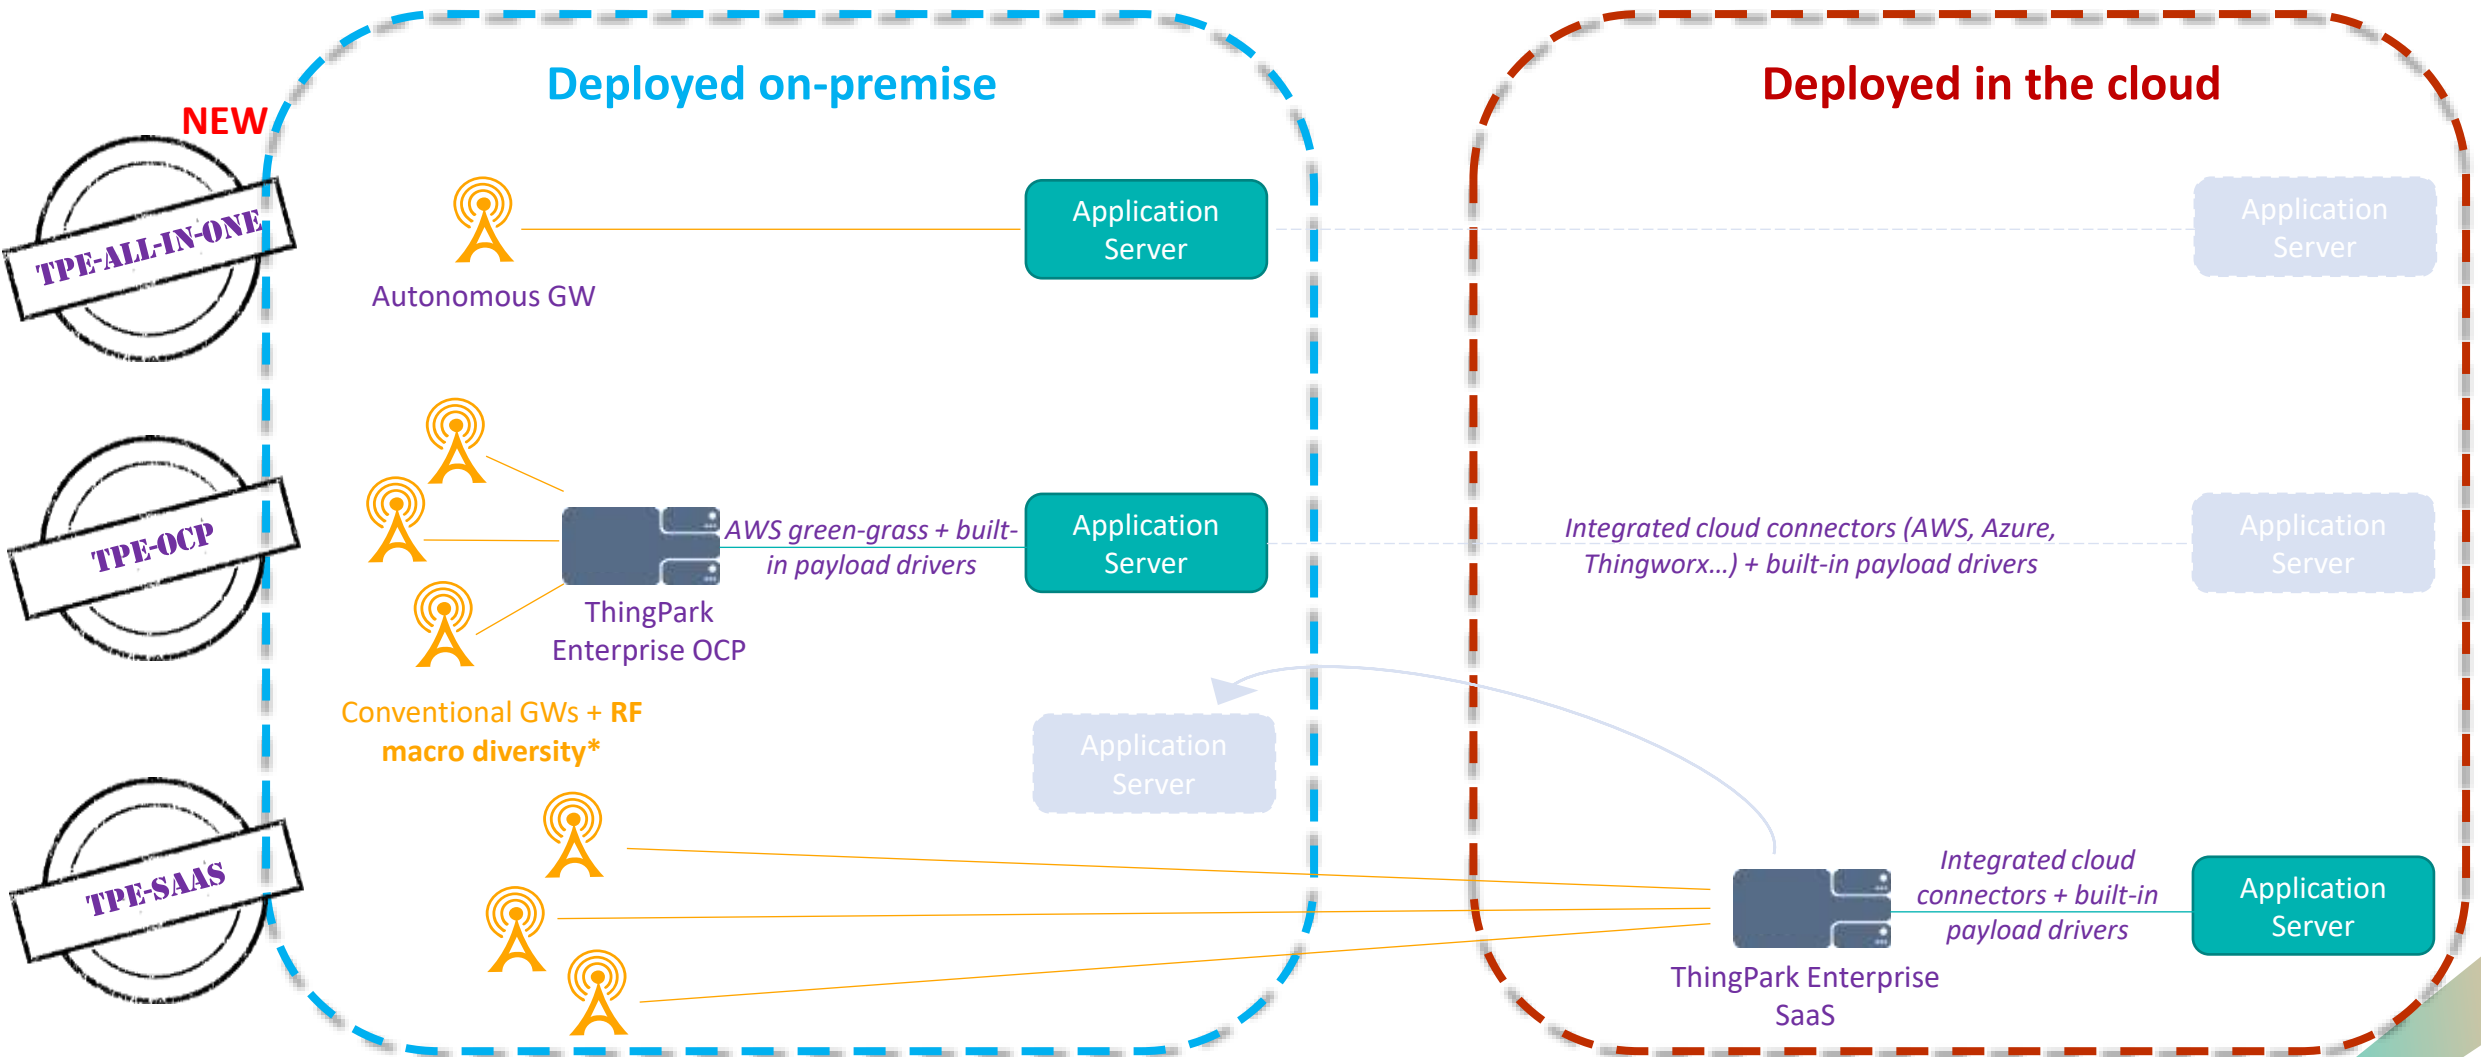 Deployed on-premise
Deployed in the cloud
NEW
TPE-ALL-IN-ONE
Autonomous GW
Application
Server
Application
Server
TPE-OCP
ThingPark
Enterprise OCP
AWS green-grass + built-
in payload drivers
Application
Server
Integrated cloud connectors (AWS, Azure,
Thingworx...) + built-in payload drivers
Application
Server
Conventional GWs + RF
macro diversity*
Application
Server
TPE-SAAS
ThingPark Enterprise
SaaS
Integrated cloud
connectors + built-in
payload drivers
Application
Server